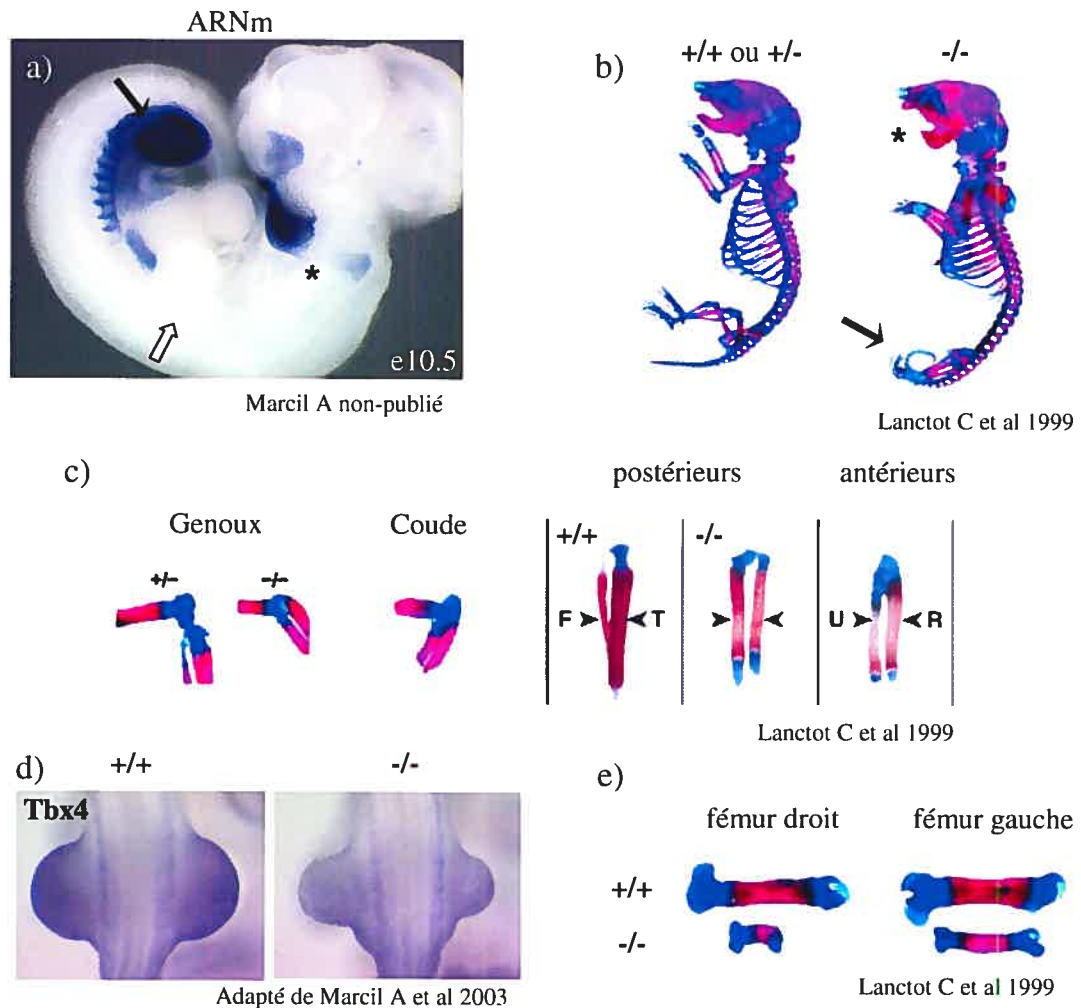 ARNm
a)
*
e10.5
Marcil A non-publié
b)
+/+ ou +/-
-/-
*
Lanctot C et al 1999
c)
Genoux
Coude
+/-
-/-
postérieurs
antérieurs
+/+
-/-
F
T
U
R
Lanctot C et al 1999
d)
+/+
-/-
Tbx4
Adapté de Marcil A et al 2003
e)
fémur droit
fémur gauche
+/+
-/-
Lanctot C et al 1999